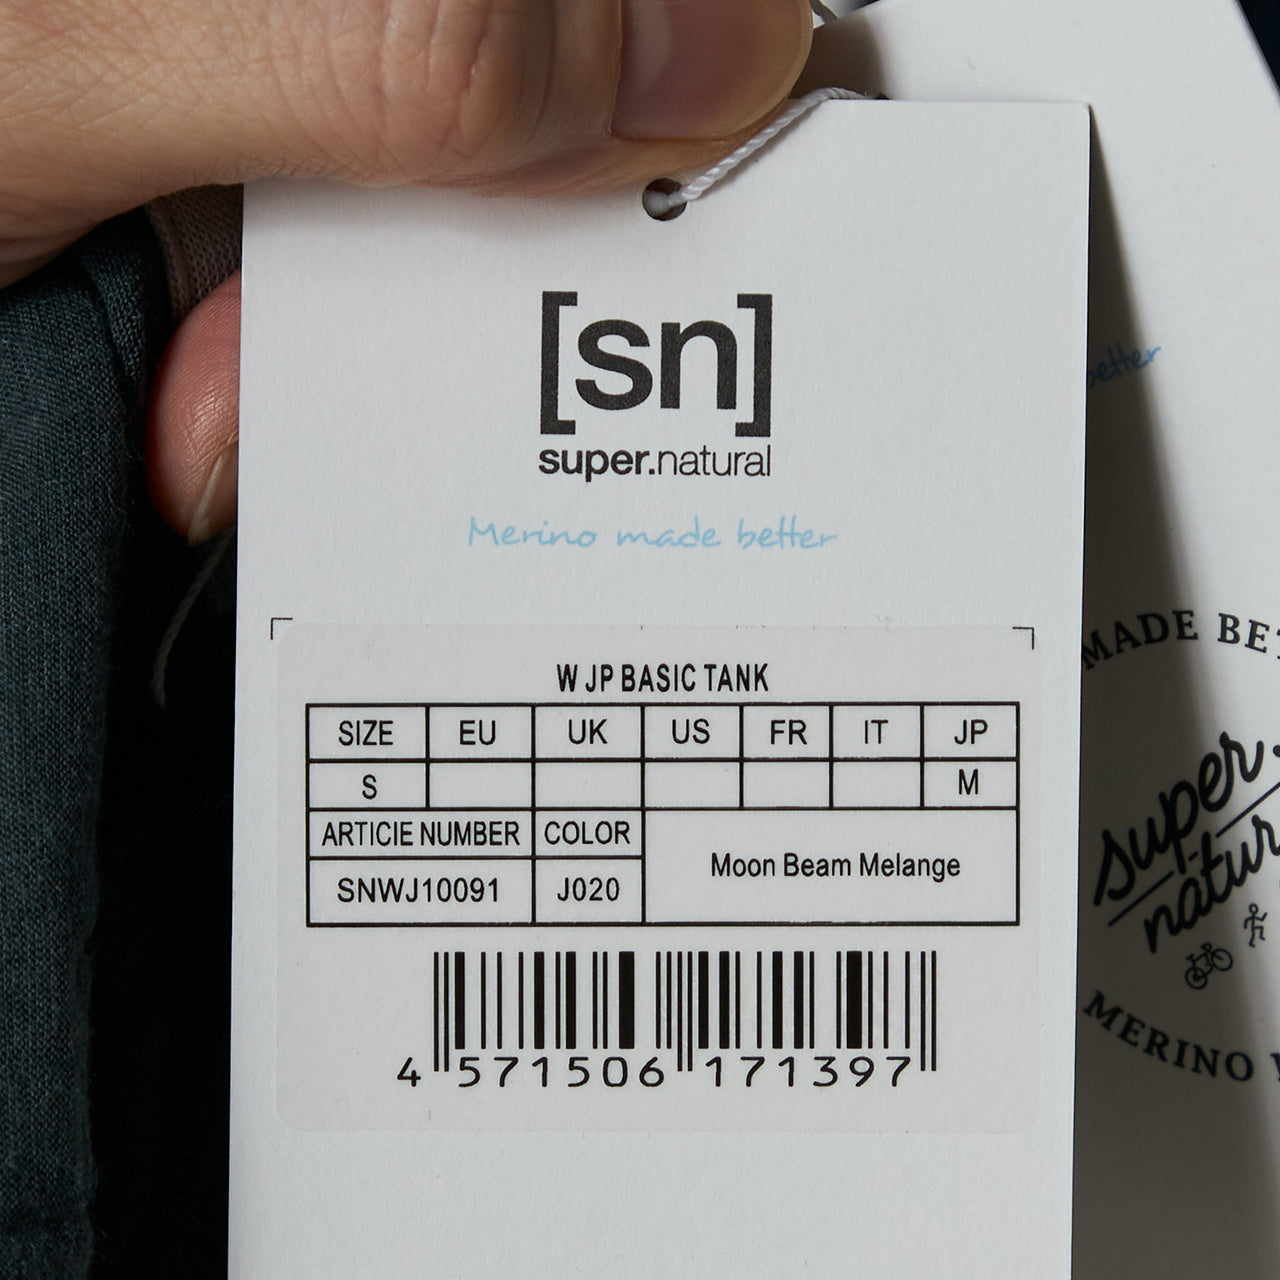 [sn]
super.natural
Merino made better
W JP BASIC TANK
SIZE EU UK US FR IT JP
S M
ARTICIE NUMBER COLOR
SNWJ10091 J020 Moon Beam Melange
4 571506 171397
better
MADE BE
super.
natur
MERINO